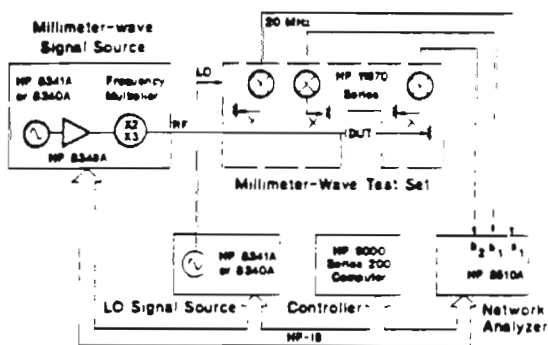 Millimeter-wave
Signal Source
20 MHz
HP 8341A
or 8340A
Frequency
Multiplier
LO
HP 11970
Series
X2
X3
RF
DUT
HP 8349A
Millimeter-Wave Test Set
HP 8341A
or 8340A
HP 9000
Series 200
Computer
b2 b1 a1
HP 8510A
LO Signal Source
Controller
Network
Analyzer
HP-IB